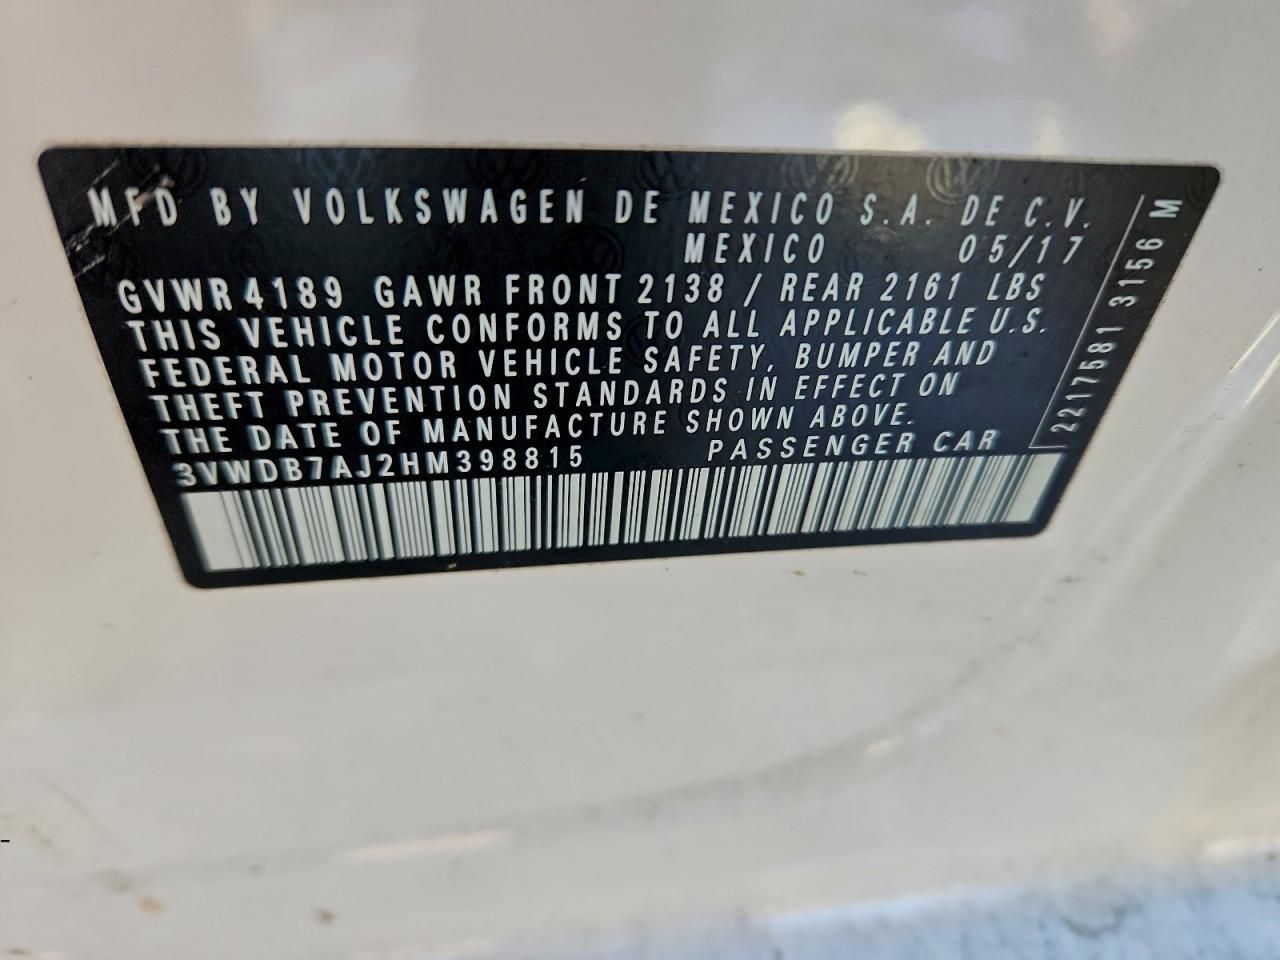 MFD BY VOLKSWAGEN DE MEXICO S.A. DE C.V.
MEXICO 05/17
GVWR 4189 GAWR FRONT 2138 / REAR 2161 LBS
THIS VEHICLE CONFORMS TO ALL APPLICABLE U.S.
FEDERAL MOTOR VEHICLE SAFETY, BUMPER AND
THEFT PREVENTION STANDARDS IN EFFECT ON
THE DATE OF MANUFACTURE SHOWN ABOVE.
3VWDB7AJ2HM398815 PASSENGER CAR
2217581 3156 M